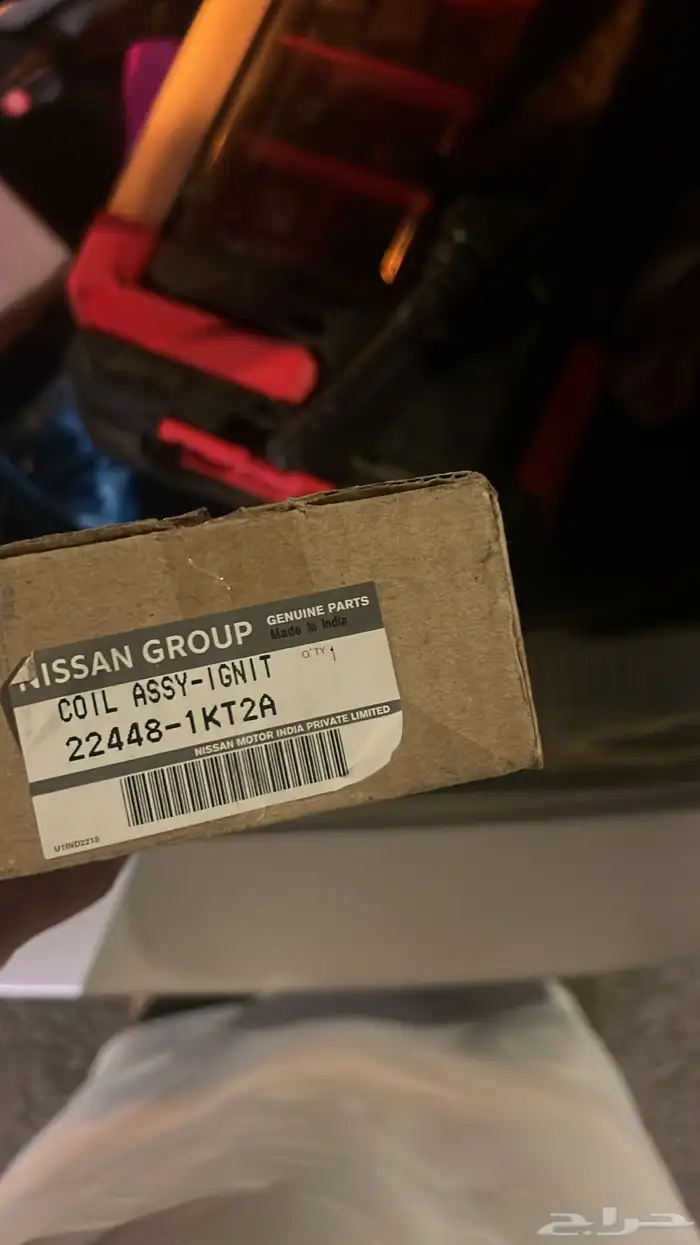 NISSAN GROUP
GENUINE PARTS
Made in India
COIL ASSY-IGNIT
Q'TY 1
22448-1KT2A
NISSAN MOTOR INDIA PRIVATE LIMITED
U1IND2210
حراج